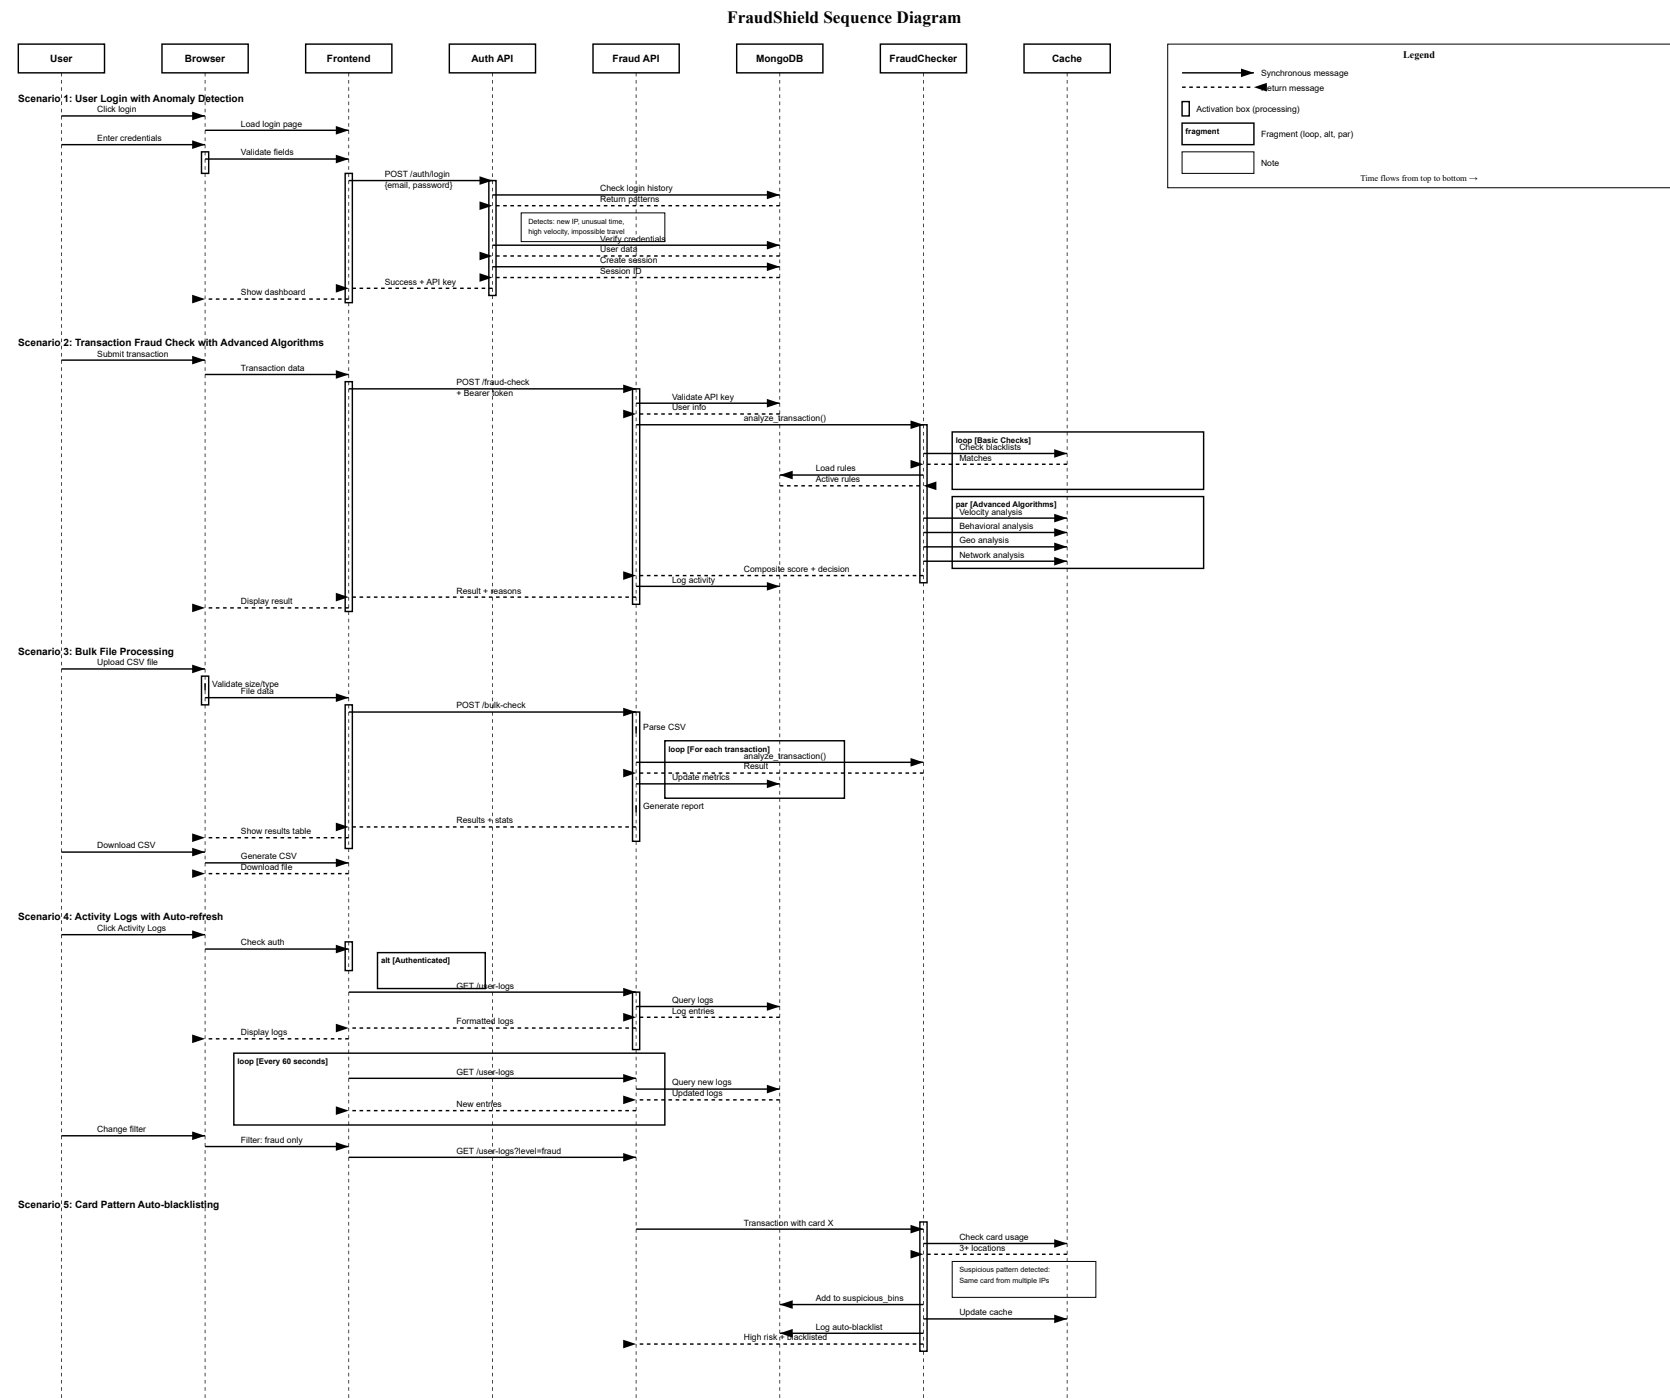 FraudShield Sequence Diagram
User
Browser
Frontend
Auth API
Fraud API
MongoDB
FraudChecker
Cache
Legend
Synchronous message
Return message
Activation box (processing)
fragment
Fragment (loop, alt, par)
Note
Time flows from top to bottom →
Scenario 1: User Login with Anomaly Detection
Click login
Load login page
Enter credentials
Validate fields
POST /auth/login
{email, password}
Check login history
Return patterns
Detects: new IP, unusual time,
high velocity, impossible travel
Verify credentials
User data
Create session
Session ID
Success + API key
Show dashboard
Scenario 2: Transaction Fraud Check with Advanced Algorithms
Submit transaction
Transaction data
POST /fraud-check
+ Bearer token
Validate API key
User info
analyze_transaction()
loop [Basic Checks]
Check blacklists
Matches
Load rules
Active rules
par [Advanced Algorithms]
Velocity analysis
Behavioral analysis
Geo analysis
Network analysis
Composite score + decision
Log activity
Result + reasons
Display result
Scenario 3: Bulk File Processing
Upload CSV file
Validate size/type
File data
POST /bulk-check
Parse CSV
loop [For each transaction]
analyze_transaction()
Result
Update metrics
Generate report
Results + stats
Show results table
Download CSV
Generate CSV
Download file
Scenario 4: Activity Logs with Auto-refresh
Click Activity Logs
Check auth
alt [Authenticated]
GET /user-logs
Query logs
Log entries
Formatted logs
Display logs
loop [Every 60 seconds]
GET /user-logs
Query new logs
Updated logs
New entries
Change filter
Filter: fraud only
GET /user-logs?level=fraud
Scenario 5: Card Pattern Auto-blacklisting
Transaction with card X
Check card usage
3+ locations
Suspicious pattern detected:
Same card from multiple IPs
Add to suspicious_bins
Update cache
Log auto-blacklist
High risk + blacklisted